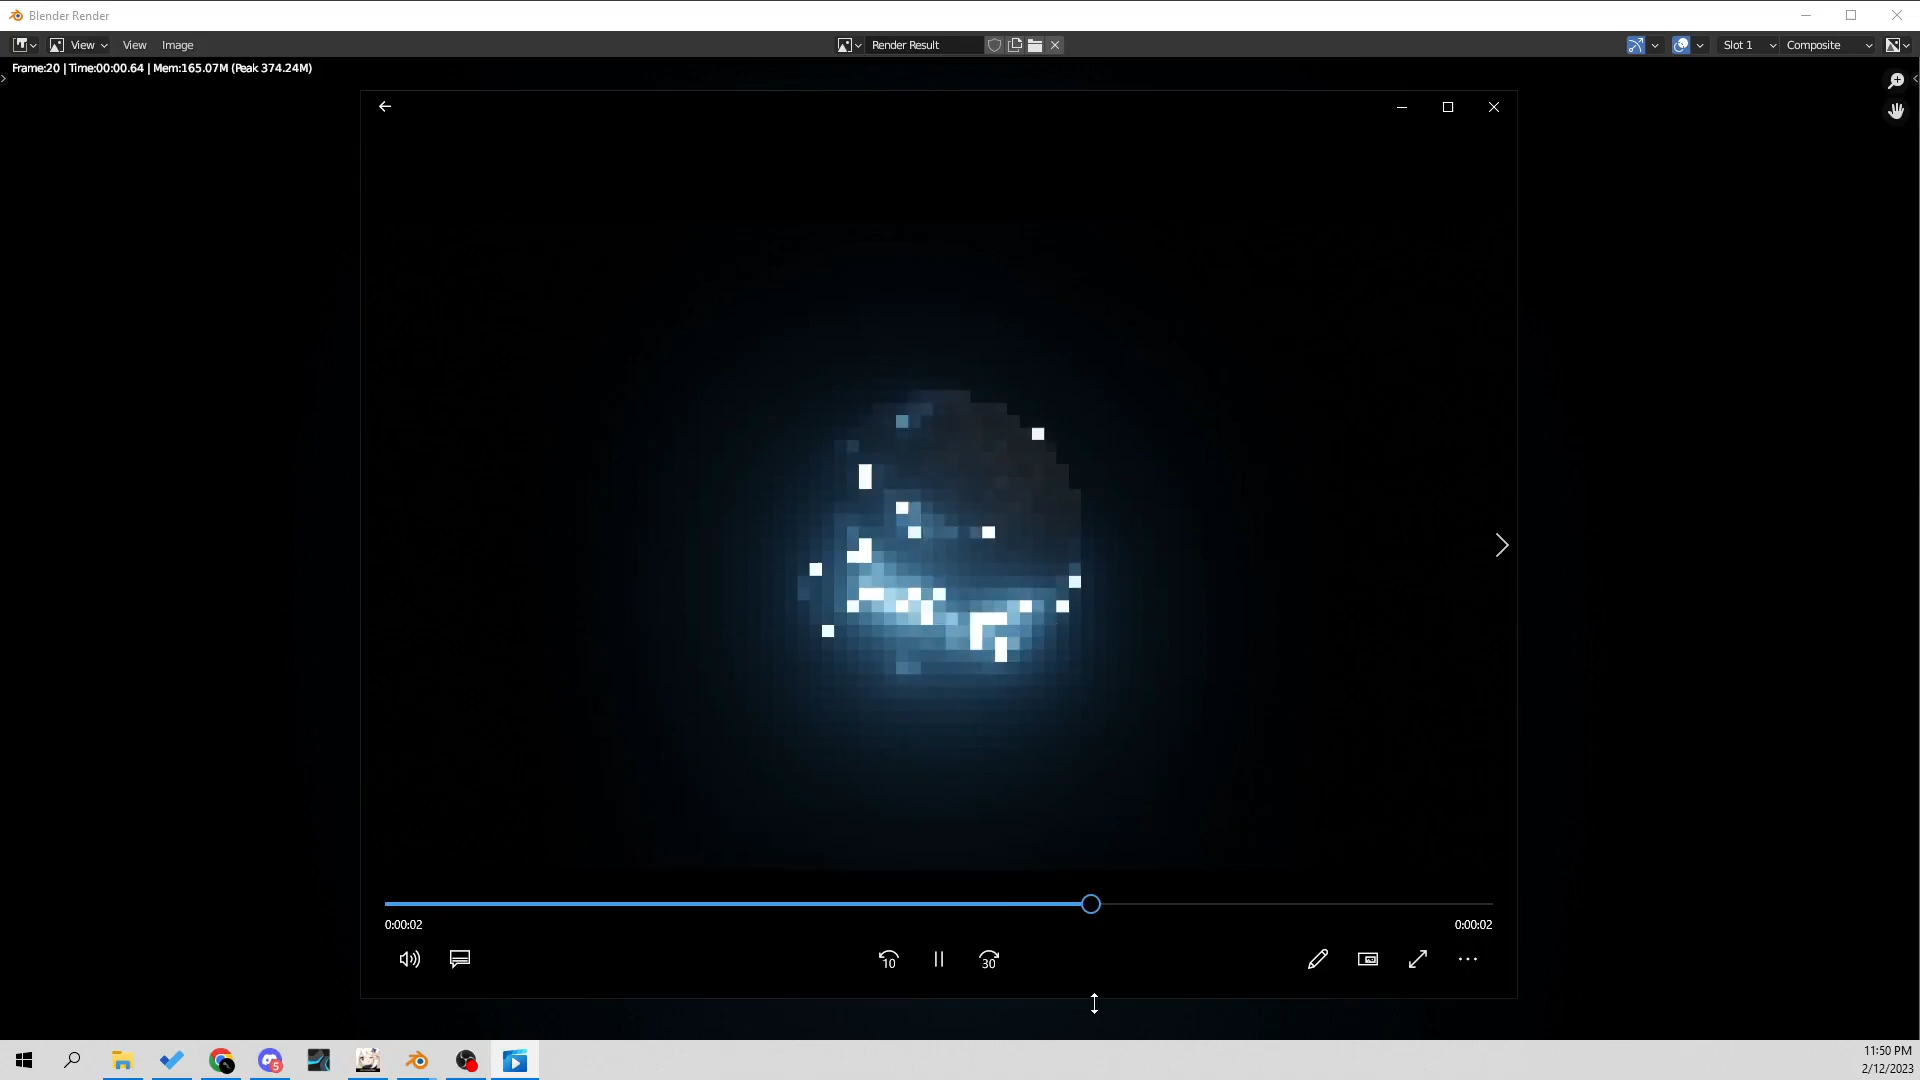 Blender Render
View View Image Render Result Slot 1 Composite
Frame:20 | Time:00:00.64 | Mem:165.07M (Peak 374.24M)
0:00:02 0:00:02
10 30
5
11:50 PM
2/12/2023